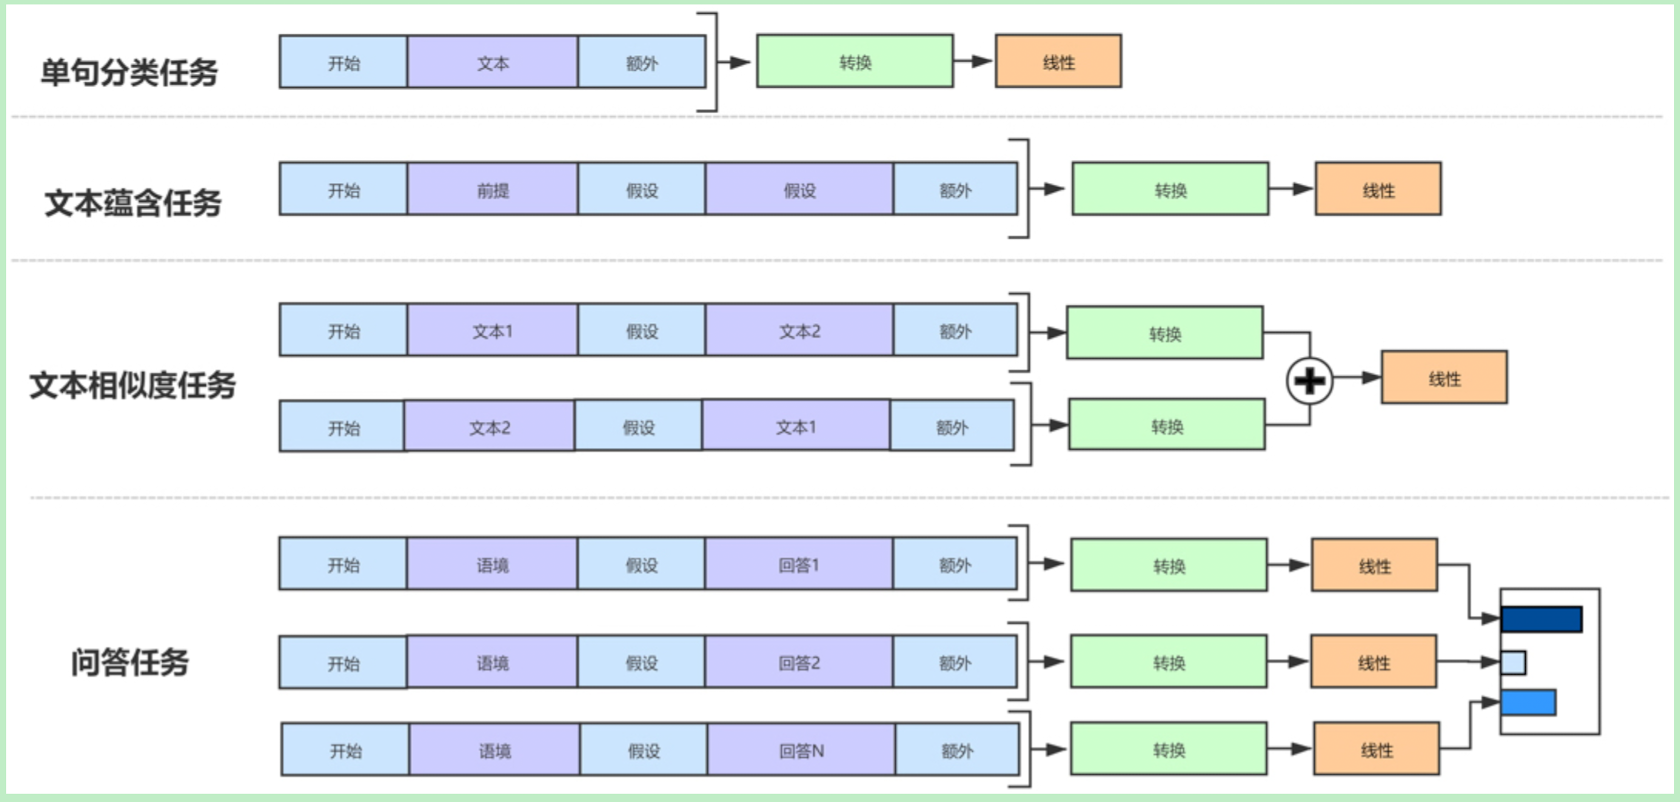 单句分类任务
开始 文本 额外 转换 线性
文本蕴含任务
开始 前提 假设 假设 额外 转换 线性
文本相似度任务
开始 文本1 假设 文本2 额外 转换
线性
开始 文本2 假设 文本1 额外 转换
问答任务
开始 语境 假设 回答1 额外 转换 线性
开始 语境 假设 回答2 额外 转换 线性
开始 语境 假设 回答N 额外 转换 线性